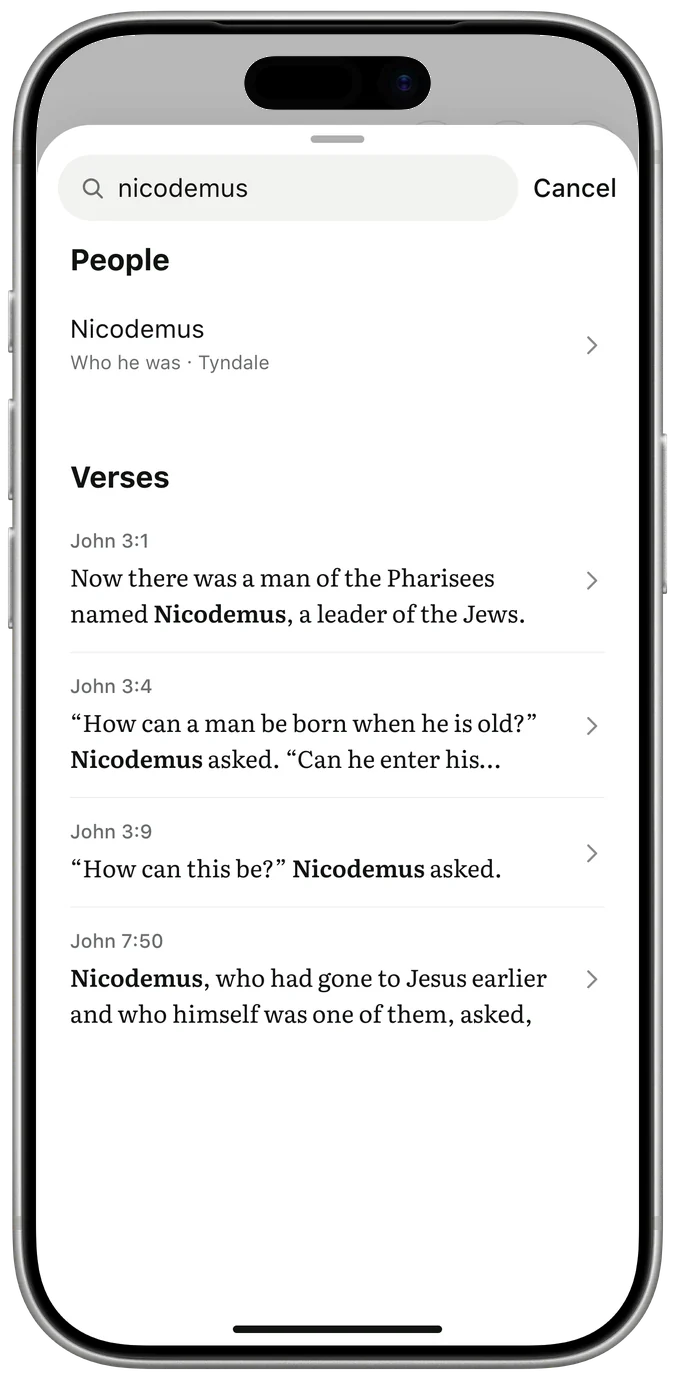 nicodemus
Cancel
People
Nicodemus
Who he was · Tyndale
Verses
John 3:1
Now there was a man of the Pharisees
named Nicodemus, a leader of the Jews.
John 3:4
“How can a man be born when he is old?”
Nicodemus asked. “Can he enter his…
John 3:9
“How can this be?” Nicodemus asked.
John 7:50
Nicodemus, who had gone to Jesus earlier
and who himself was one of them, asked,